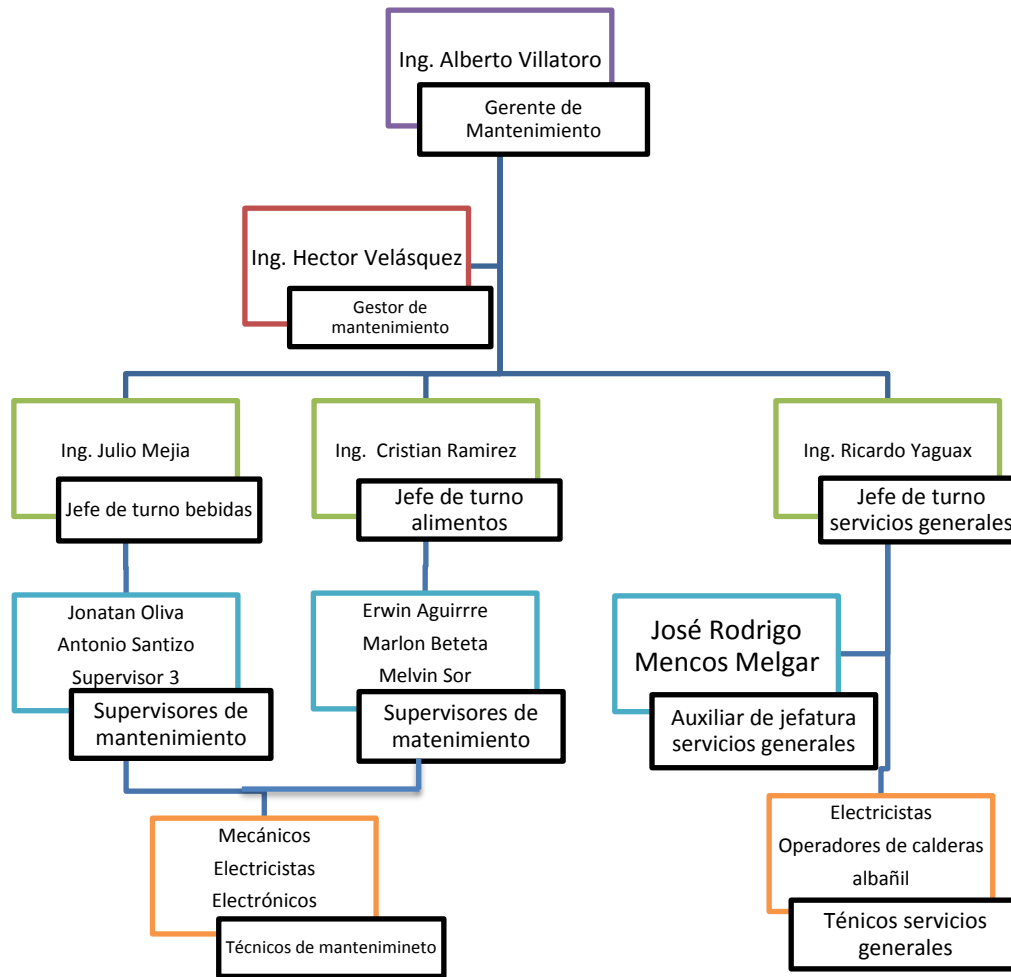 Ing. Alberto Villatoro
Gerente de
Mantenimiento
Ing. Hector Velásquez
Gestor de
mantenimiento
Ing. Julio Mejia
Jefe de turno bebidas
Ing. Cristian Ramirez
Jefe de turno
alimentos
Ing. Ricardo Yaguax
Jefe de turno
servicios generales
Jonatan Oliva
Antonio Santizo
Supervisor 3
Supervisores de
mantenimiento
Erwin Aguirrre
Marlon Beteta
Melvin Sor
Supervisores de
matenimiento
José Rodrigo
Mencos Melgar
Auxiliar de jefatura
servicios generales
Mecánicos
Electricistas
Electrónicos
Técnicos de mantenimineto
Electricistas
Operadores de calderas
albañil
Ténicos servicios
generales